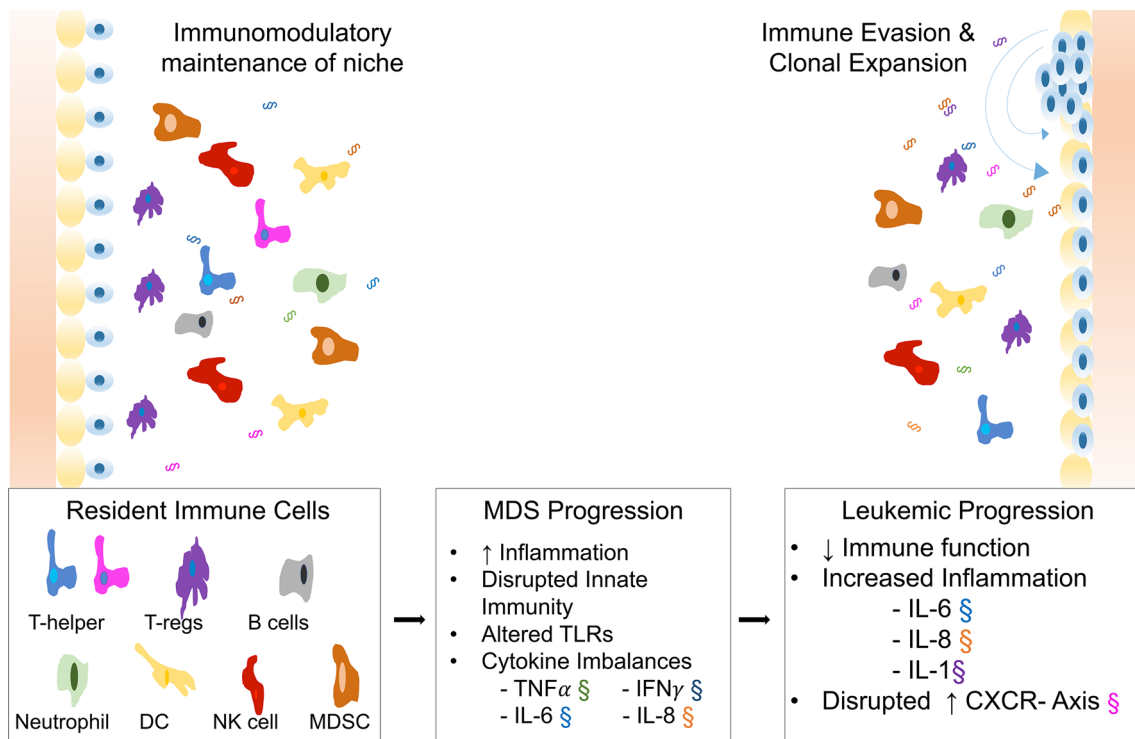 Immunomodulatory
maintenance of niche
Immune Evasion &
Clonal Expansion
Resident Immune Cells
T-helper T-regs B cells
Neutrophil DC NK cell MDSC
MDS Progression
• ↑ Inflammation
• Disrupted Innate
Immunity
• Altered TLRs
• Cytokine Imbalances
- TNFα § - IFNγ §
- IL-6 § - IL-8 §
Leukemic Progression
• ↓ Immune function
• Increased Inflammation
- IL-6 §
- IL-8 §
- IL-1 §
• Disrupted ↑ CXCR- Axis §